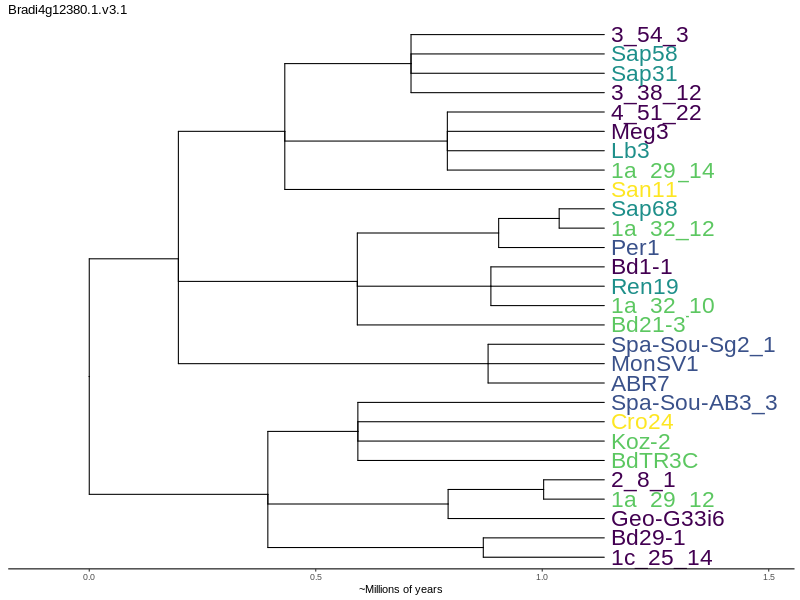 Bradi4g12380.1.v3.1
3_54_3
Sap58
Sap31
3_38_12
4_51_22
Meg3
Lb3
1a_29_14
San11
Sap68
1a_32_12
Per1
Bd1-1
Ren19
1a_32_10
Bd21-3
Spa-Sou-Sg2_1
MonSV1
ABR7
Spa-Sou-AB3_3
Cro24
Koz-2
BdTR3C
2_8_1
1a_29_12
Geo-G33i6
Bd29-1
1c_25_14
0.0 0.5 1.0 1.5
~Millions of years